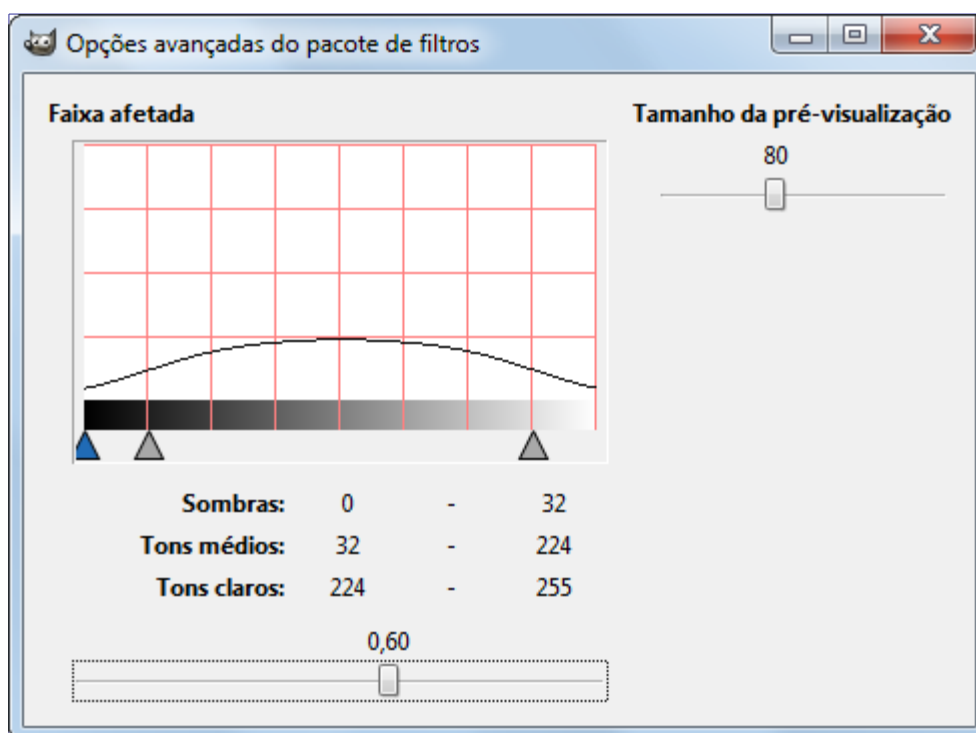 Opções avançadas do pacote de filtros
Faixa afetada
Tamanho da pré-visualização
80
Sombras: 0 - 32
Tons médios: 32 - 224
Tons claros: 224 - 255
0,60